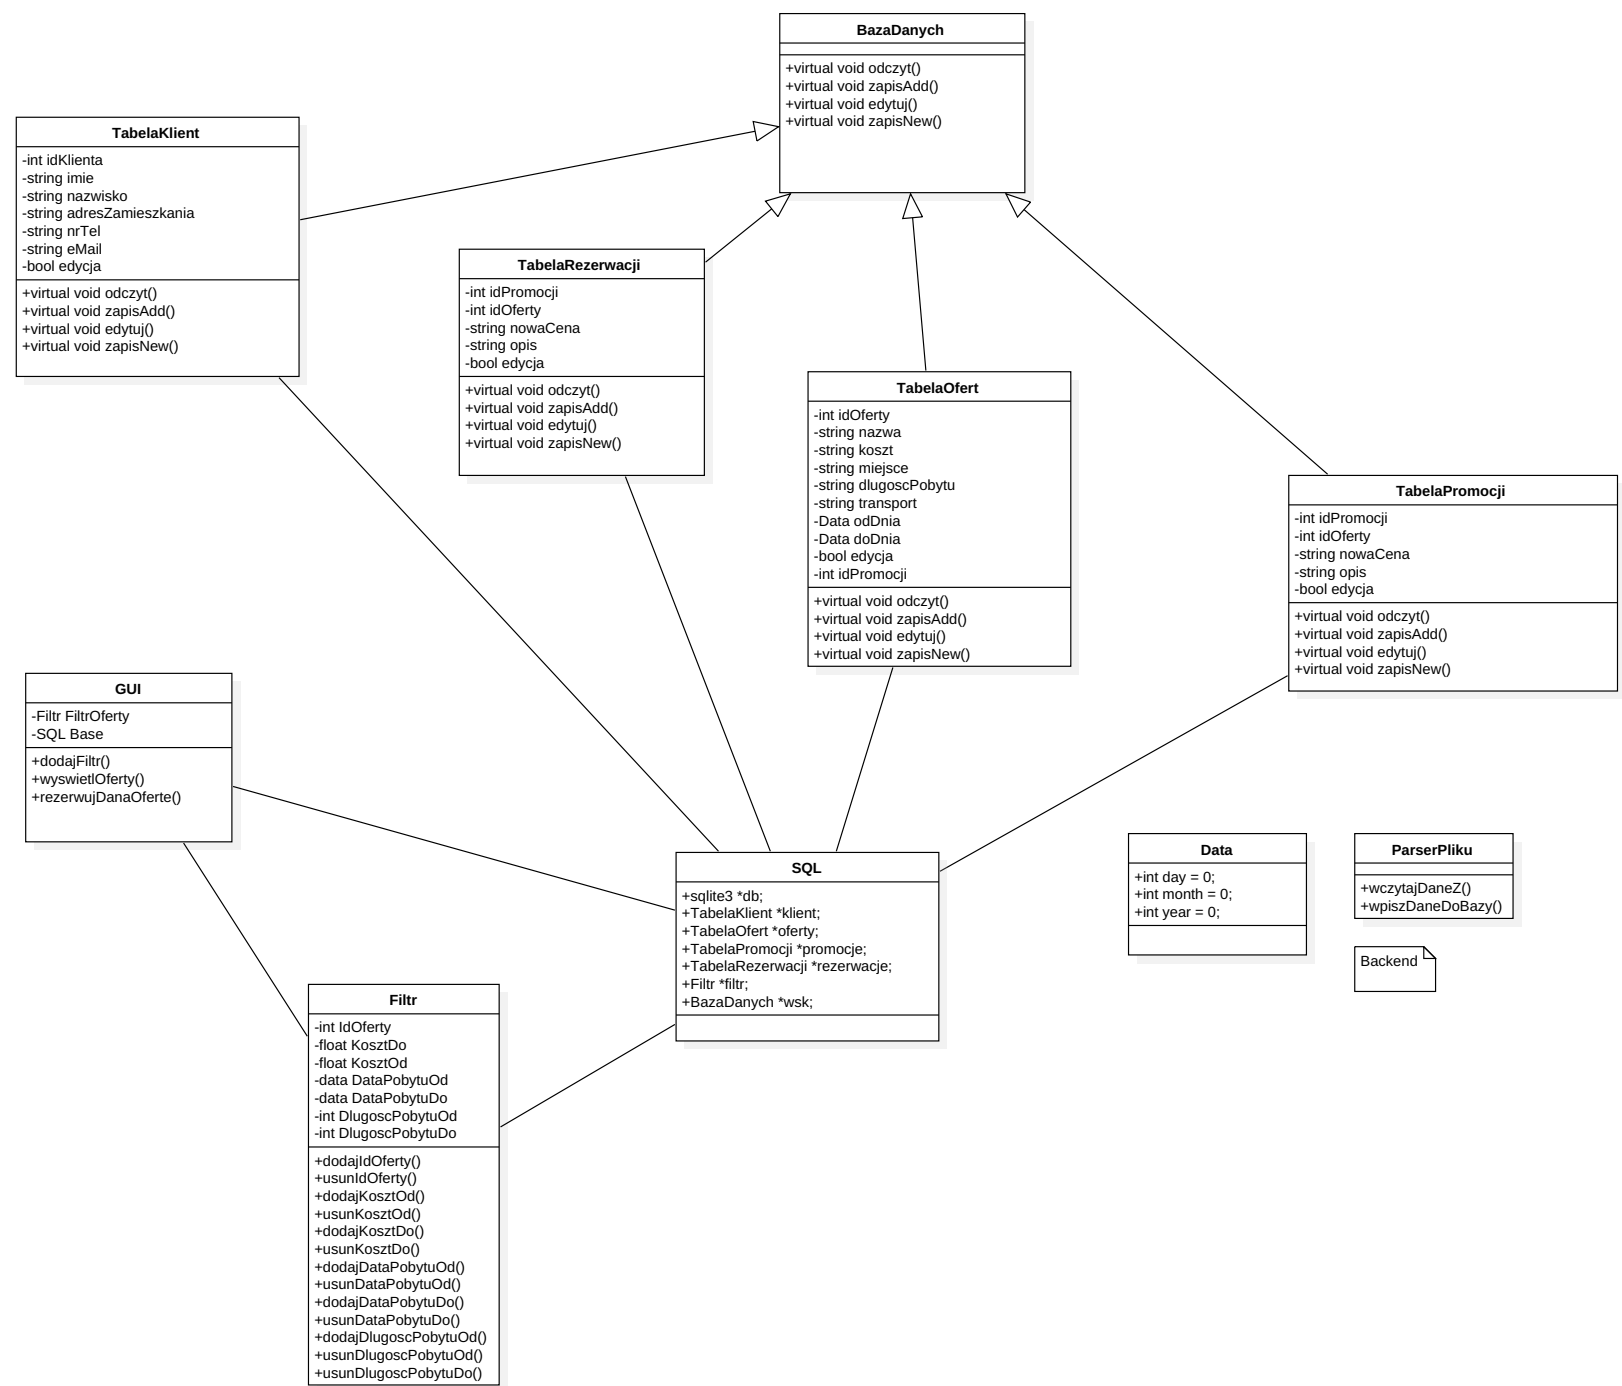 BazaDanych
+virtual void odczyt()
+virtual void zapisAdd()
+virtual void edytuj()
+virtual void zapisNew()
TabelaKlient
-int idKlienta
-string imie
-string nazwisko
-string adresZamieszkania
-string nrTel
-string eMail
-bool edycja
+virtual void odczyt()
+virtual void zapisAdd()
+virtual void edytuj()
+virtual void zapisNew()
TabelaRezerwacji
-int idPromocji
-int idOferty
-string nowaCena
-string opis
-bool edycja
+virtual void odczyt()
+virtual void zapisAdd()
+virtual void edytuj()
+virtual void zapisNew()
TabelaOfert
-int idOferty
-string nazwa
-string koszt
-string miejsce
-string dlugoscPobytu
-string transport
-Data odDnia
-Data doDnia
-bool edycja
-int idPromocji
+virtual void odczyt()
+virtual void zapisAdd()
+virtual void edytuj()
+virtual void zapisNew()
TabelaPromocji
-int idPromocji
-int idOferty
-string nowaCena
-string opis
-bool edycja
+virtual void odczyt()
+virtual void zapisAdd()
+virtual void edytuj()
+virtual void zapisNew()
GUI
-Filtr FiltrOferty
-SQL Base
+dodajFiltr()
+wyswietlOferty()
+rezerwujDanaOferte()
SQL
+sqlite3 *db;
+TabelaKlient *klient;
+TabelaOfert *oferty;
+TabelaPromocji *promocje;
+TabelaRezerwacji *rezerwacje;
+Filtr *filtr;
+BazaDanych *wsk;
Data
+int day = 0;
+int month = 0;
+int year = 0;
ParserPliku
+wczytajDaneZ()
+wpiszDaneDoBazy()
Backend
Filtr
-int IdOferty
-float KosztDo
-float KosztOd
-data DataPobytuOd
-data DataPobytuDo
-int DlugoscPobytuOd
-int DlugoscPobytuDo
+dodajIdOferty()
+usunIdOferty()
+dodajKosztOd()
+usunKosztOd()
+dodajKosztDo()
+usunKosztDo()
+dodajDataPobytuOd()
+usunDataPobytuOd()
+dodajDataPobytuDo()
+usunDataPobytuDo()
+dodajDlugoscPobytuOd()
+usunDlugoscPobytuOd()
+usunDlugoscPobytuDo()